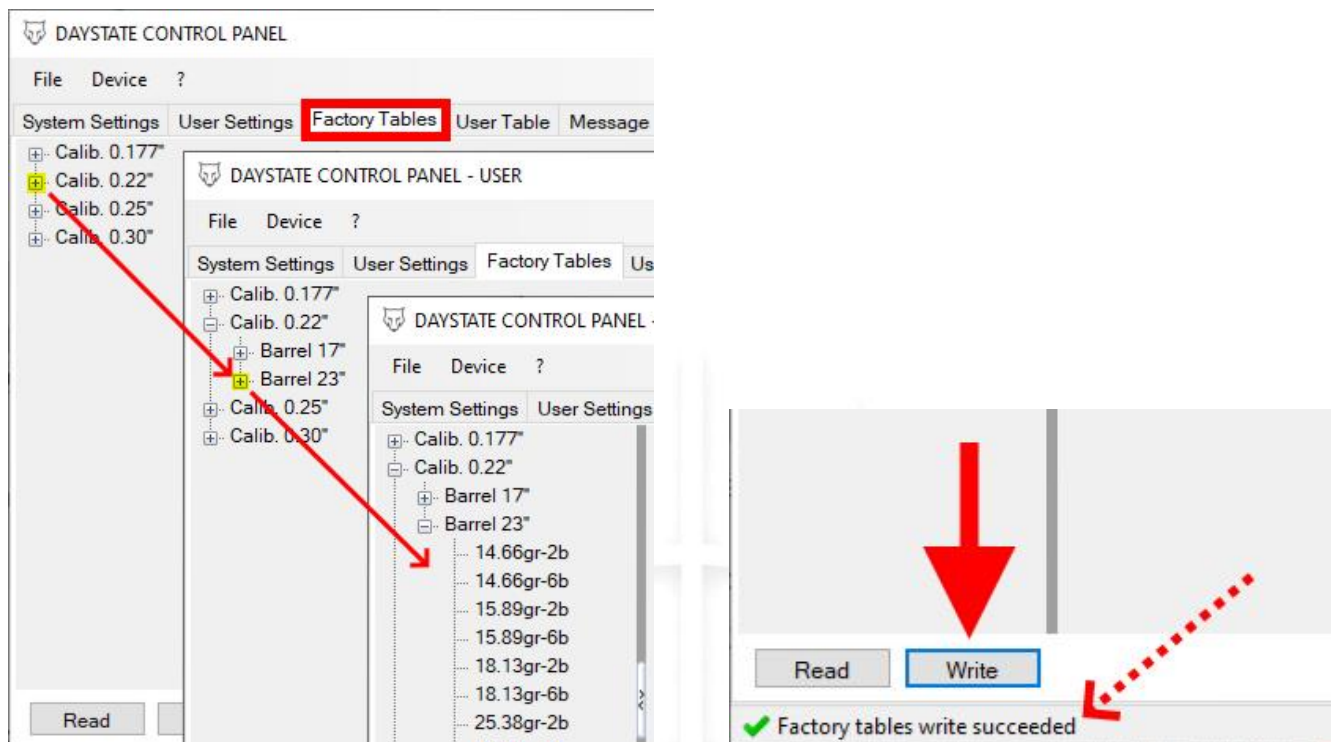 DAYSTATE CONTROL PANEL
File Device ?
System Settings User Settings Factory Tables User Table Message
Calib. 0.177"
Calib. 0.22"
Calib. 0.25"
Calib. 0.30"
Read
DAYSTATE CONTROL PANEL - USER
File Device ?
System Settings User Settings Factory Tables Us
Calib. 0.177"
Calib. 0.22"
Barrel 17"
Barrel 23"
Calib. 0.25"
Calib. 0.30"
DAYSTATE CONTROL PANEL -
File Device ?
System Settings User Settings
Calib. 0.177"
Calib. 0.22"
Barrel 17"
Barrel 23"
14.66gr-2b
14.66gr-6b
15.89gr-2b
15.89gr-6b
18.13gr-2b
18.13gr-6b
25.38gr-2b
Read Write
Factory tables write succeeded